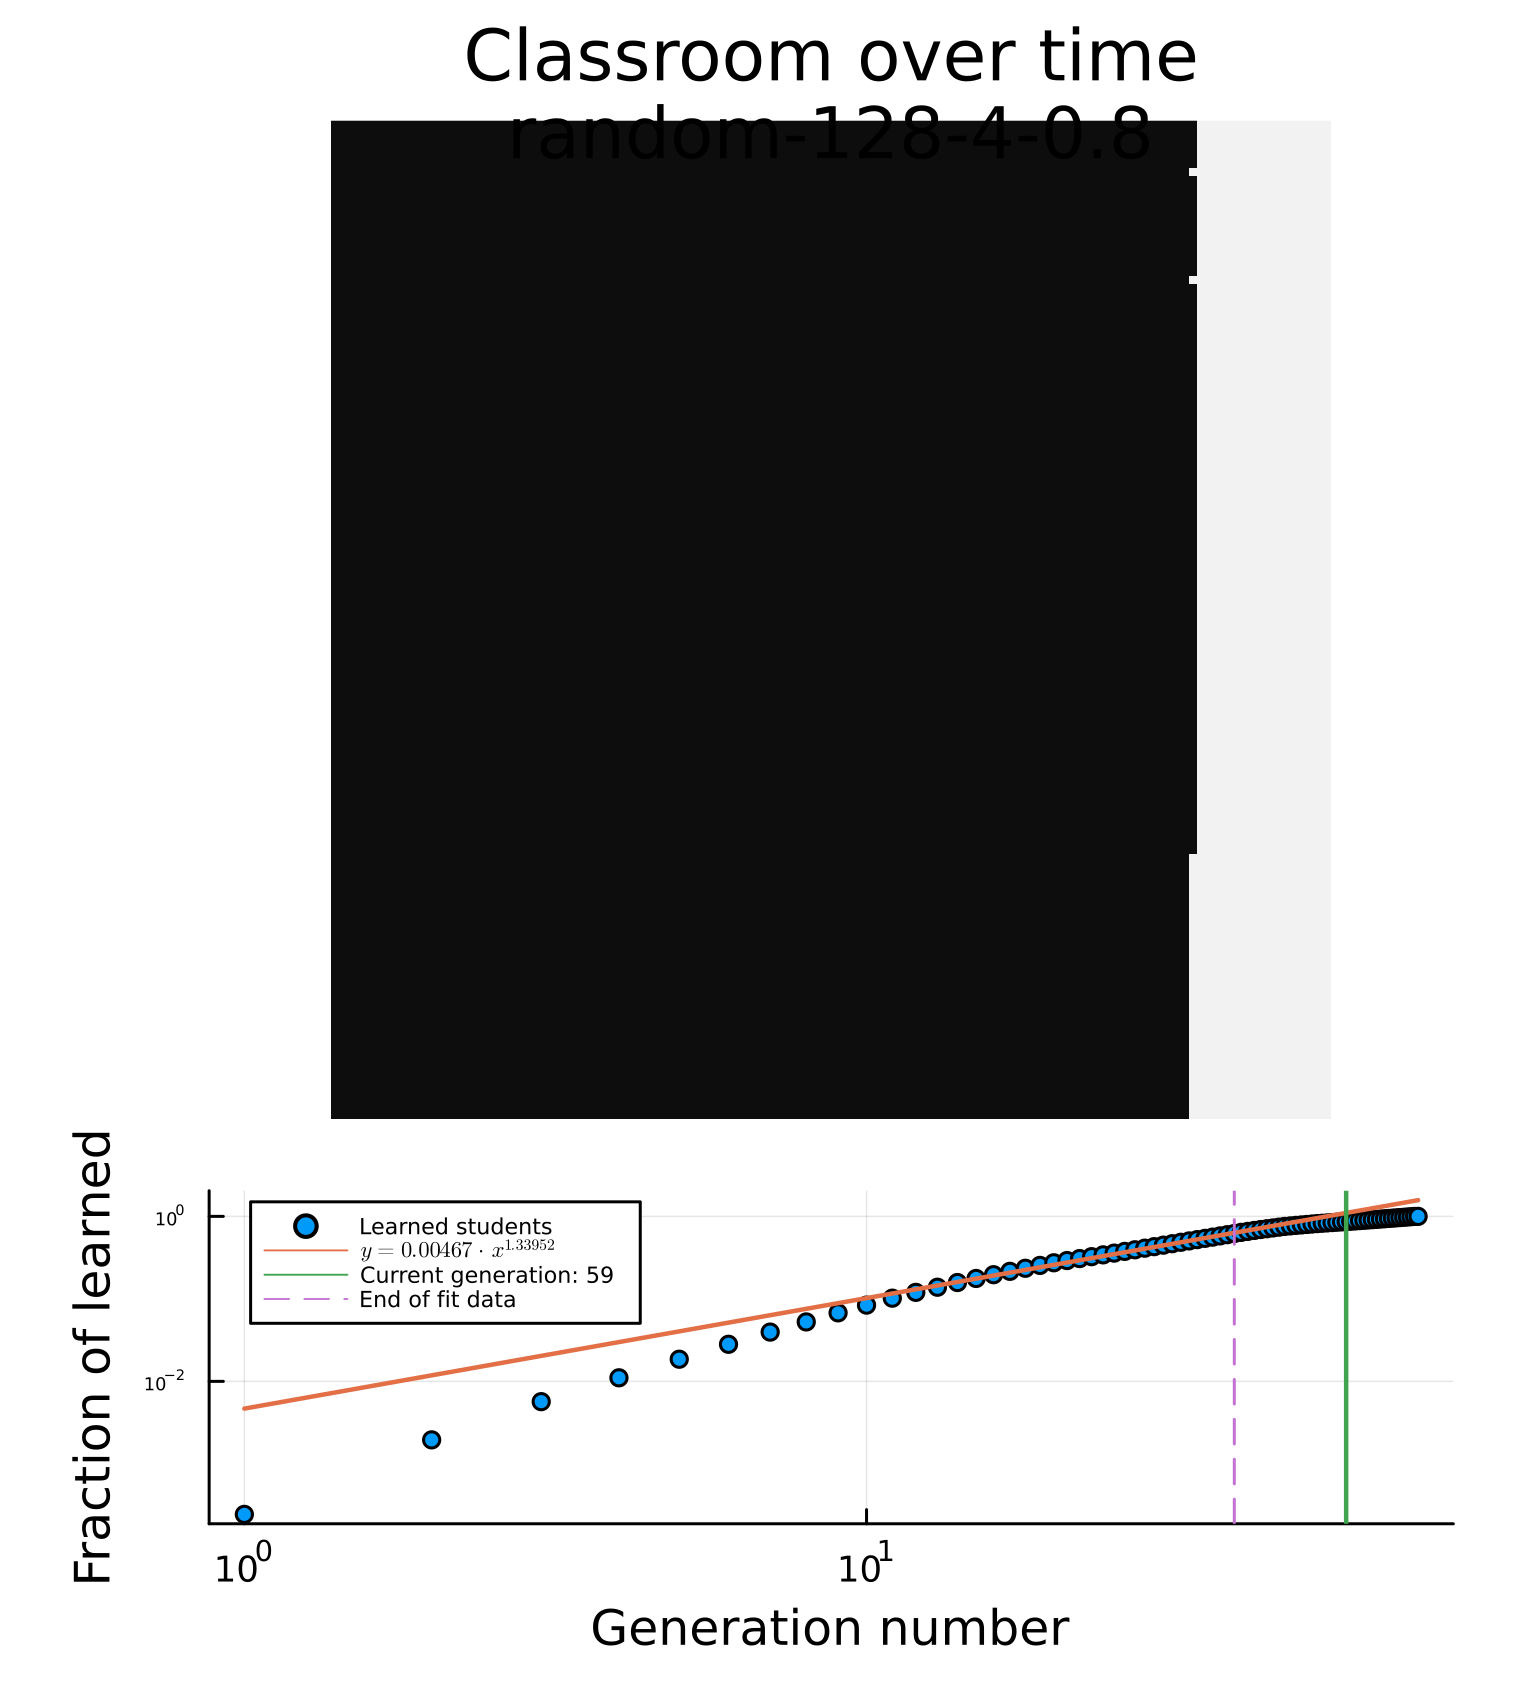 Classroom over time
random-128-4-0.8
Fraction of learned
10⁰
10⁻²
Learned students
y = 0.00467 · x^1.33952
Current generation: 59
End of fit data
10⁰
10¹
Generation number